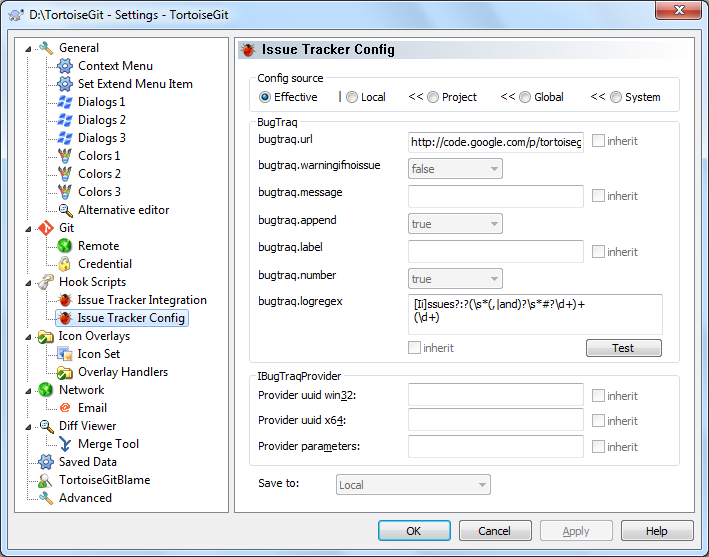 D:\TortoiseGit - Settings - TortoiseGit
General
Context Menu
Set Extend Menu Item
Dialogs 1
Dialogs 2
Dialogs 3
Colors 1
Colors 2
Colors 3
Alternative editor
Git
Remote
Credential
Hook Scripts
Issue Tracker Integration
Issue Tracker Config
Icon Overlays
Icon Set
Overlay Handlers
Network
Email
Diff Viewer
Merge Tool
Saved Data
TortoiseGitBlame
Advanced
Issue Tracker Config
Config source
Effective | Local << Project << Global << System
BugTraq
bugtraq.url http://code.google.com/p/tortoiseg inherit
bugtraq.warningifnoissue false
bugtraq.message inherit
bugtraq.append true
bugtraq.label inherit
bugtraq.number true
bugtraq.logregex [Ii]ssues?:?(\s*(,|and)?\s*#?\d+)+
(\d+)
inherit Test
IBugTraqProvider
Provider uuid win32: inherit
Provider uuid x64: inherit
Provider parameters: inherit
Save to: Local
OK Cancel Apply Help